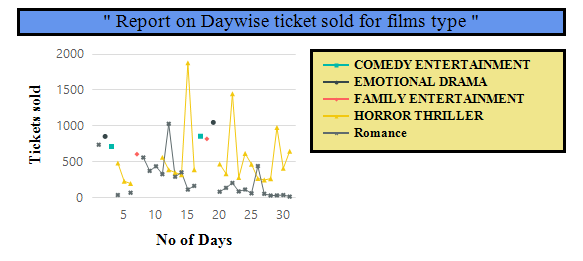 " Report on Daywise ticket sold for films type "
COMEDY ENTERTAINMENT
EMOTIONAL DRAMA
FAMILY ENTERTAINMENT
HORROR THRILLER
Romance
Tickets sold
2000
1500
1000
500
0
5 10 15 20 25 30
No of Days